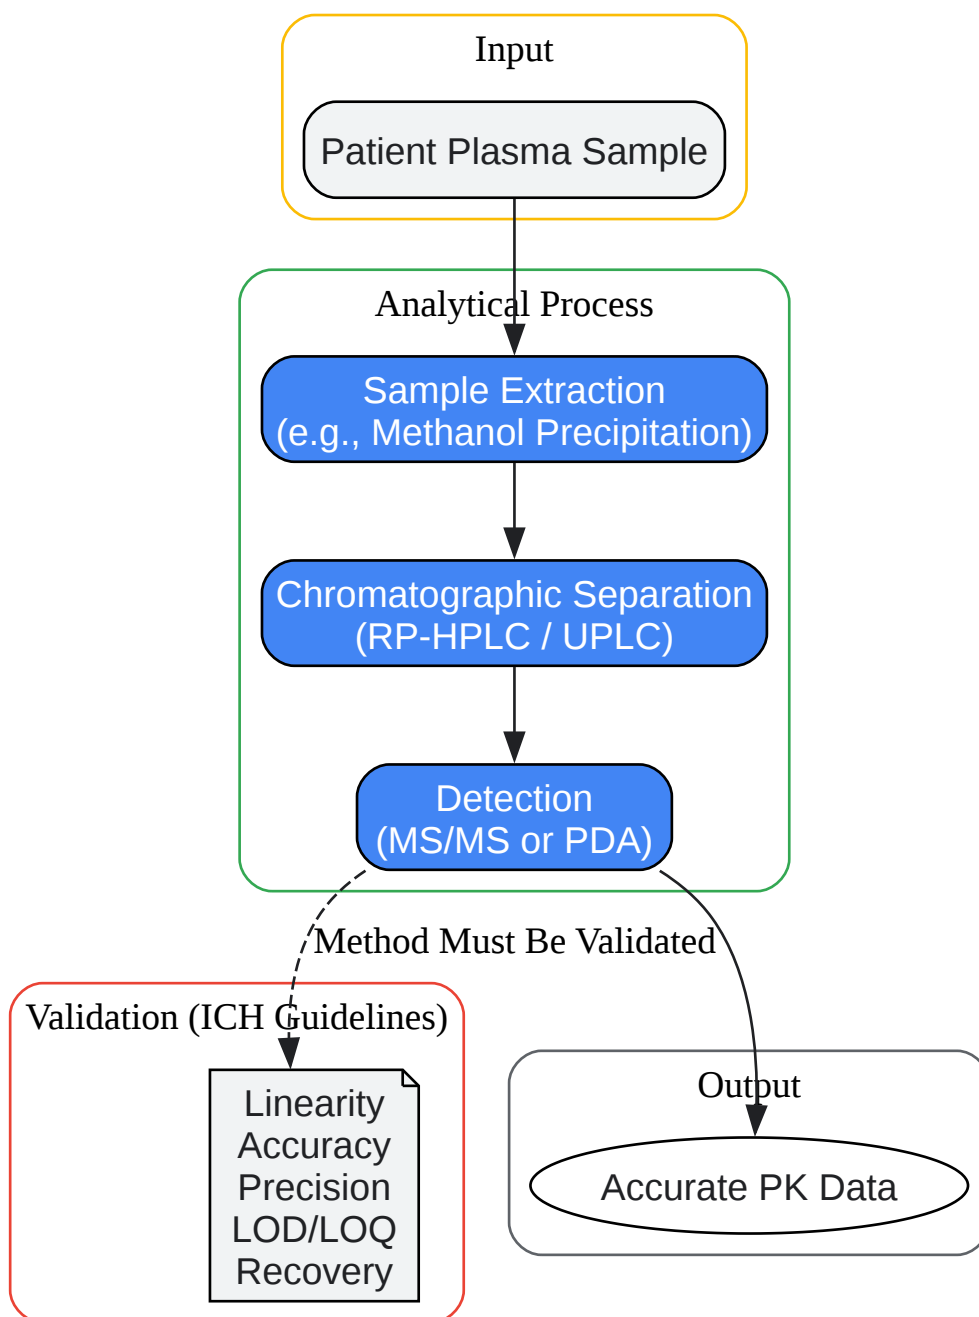 Input
Patient Plasma Sample
Analytical Process
Sample Extraction
(e.g., Methanol Precipitation)
Chromatographic Separation
(RP-HPLC / UPLC)
Detection
(MS/MS or PDA)
Method Must Be Validated
Validation (ICH Guidelines)
Linearity
Accuracy
Precision
LOD/LOQ
Recovery
Output
Accurate PK Data